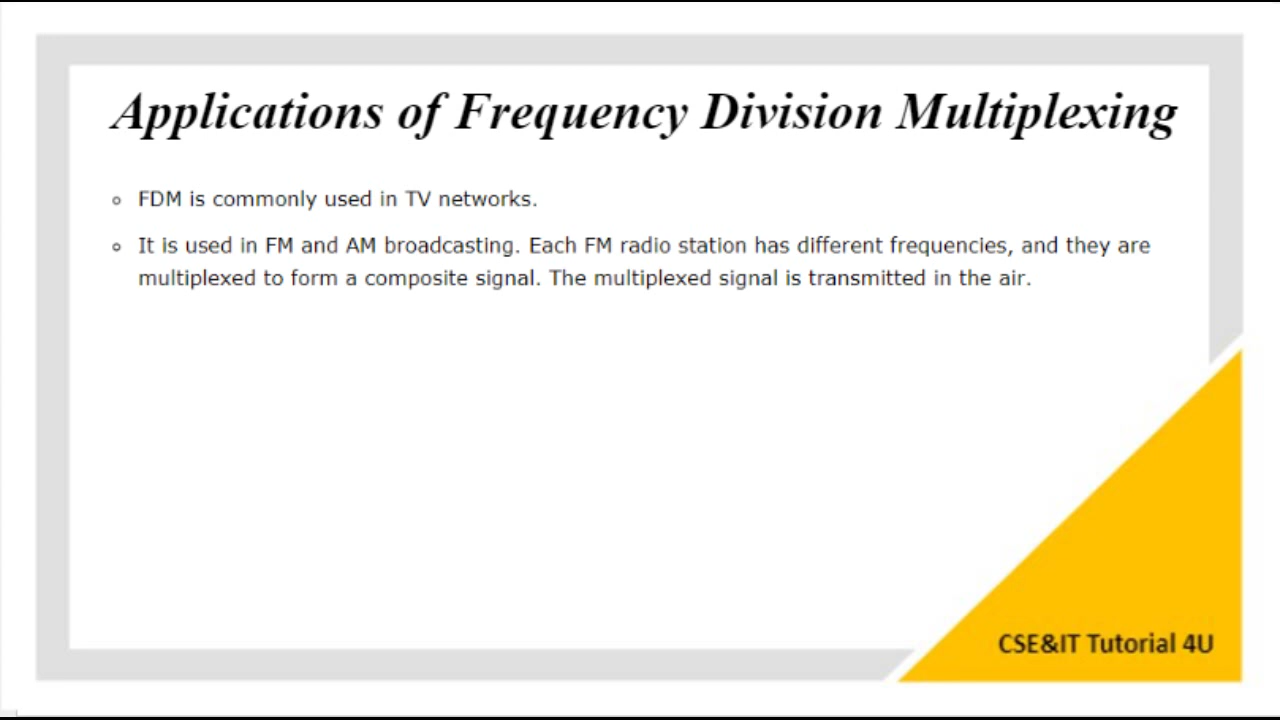 Applications of Frequency Division Multiplexing
FDM is commonly used in TV networks.
It is used in FM and AM broadcasting. Each FM radio station has different frequencies, and they are
multiplexed to form a composite signal. The multiplexed signal is transmitted in the air.
CSE&IT Tutorial 4U